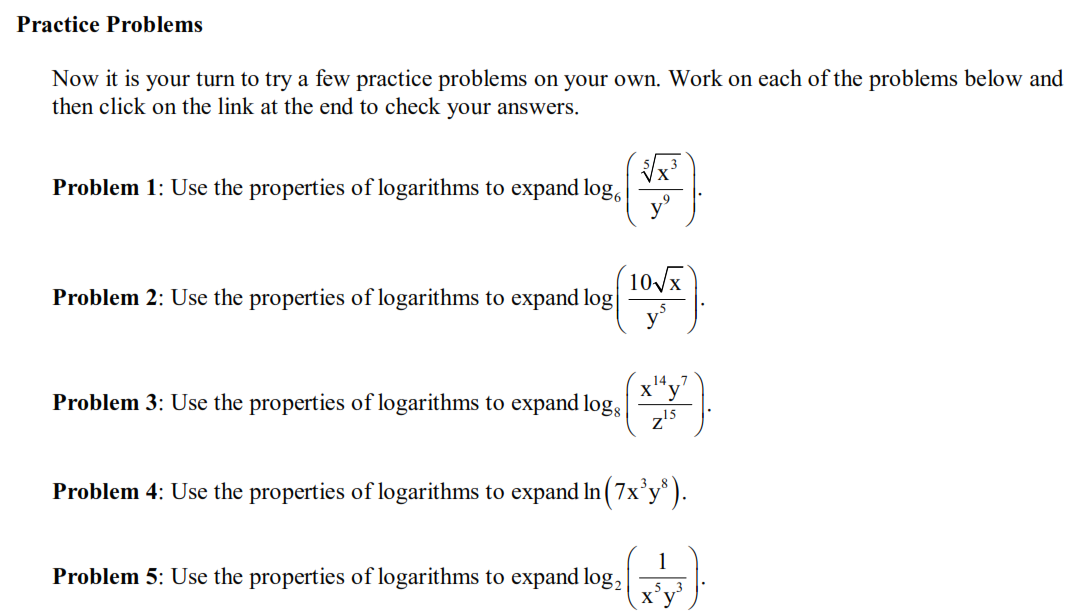 Practice Problems
Now it is your turn to try a few practice problems on your own. Work on each of the problems below and
then click on the link at the end to check your answers.
Problem 1: Use the properties of logarithms to expand log₆(⁵√x³ / y⁹).
Problem 2: Use the properties of logarithms to expand log(10√x / y⁵).
Problem 3: Use the properties of logarithms to expand log₈(x¹⁴y⁷ / z¹⁵).
Problem 4: Use the properties of logarithms to expand ln(7x³y⁸).
Problem 5: Use the properties of logarithms to expand log₂(1 / x⁵y³).